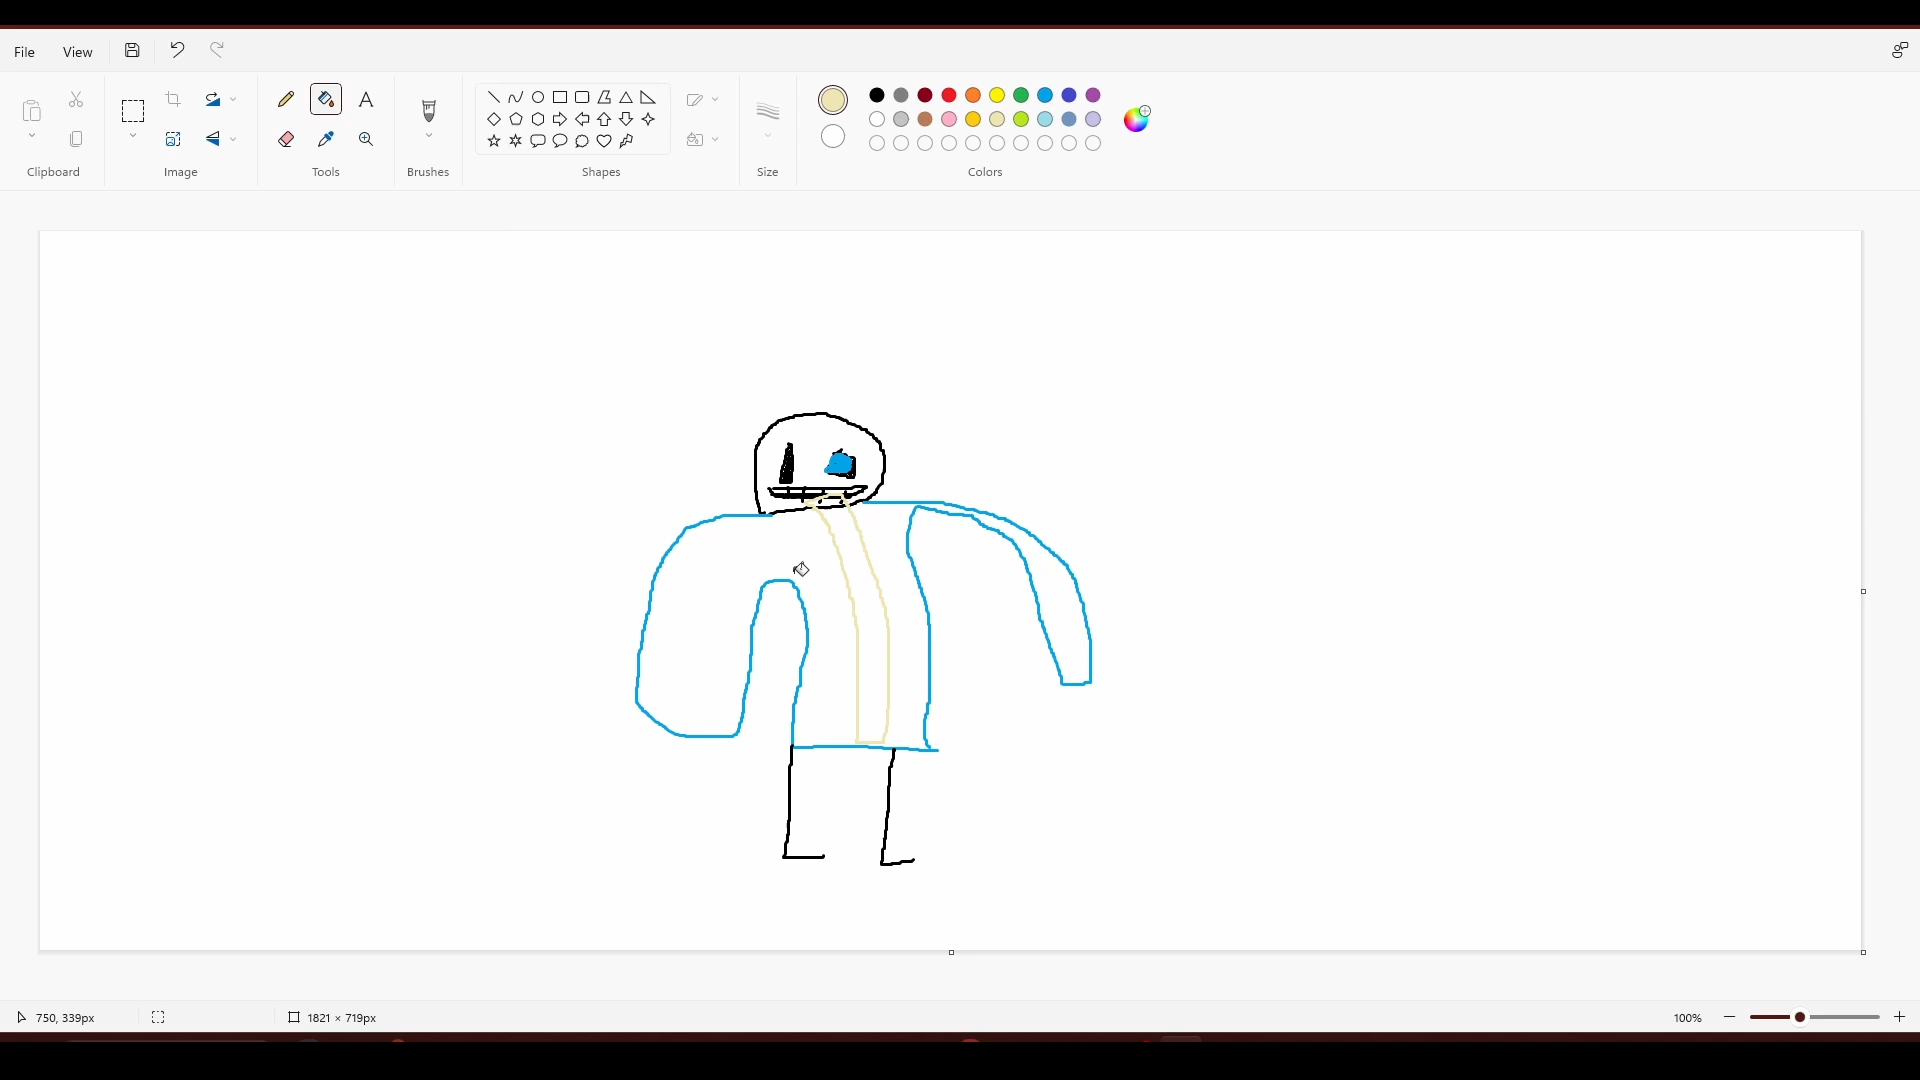 File View
Clipboard Image Tools Brushes Shapes Size Colors
750, 339px 1821 × 719px 100%